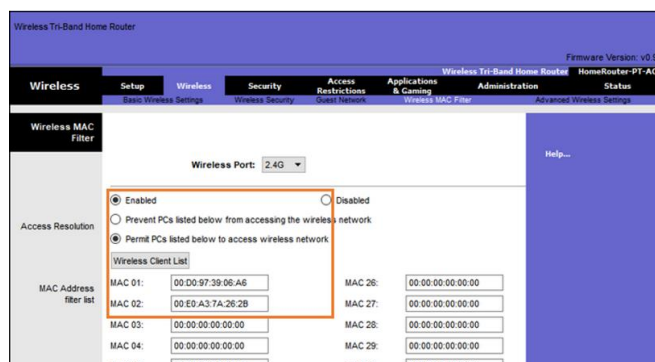 Wireless Tri-Band Home Router
Firmware Version: v0.9
Wireless Tri-Band Home Router HomeRouter-PT-AC
Wireless Setup Wireless Security Access Restrictions Applications & Gaming Administration Status
Basic Wireless Settings Wireless Security Guest Network Wireless MAC Filter Advanced Wireless Settings
Wireless MAC Filter
Help...
Wireless Port: 2.4G
Enabled Disabled
Prevent PCs listed below from accessing the wireless network
Access Resolution
Permit PCs listed below to access wireless network
Wireless Client List
MAC Address filter list
MAC 01: 00:D0:97:39:06:A6 MAC 26: 00:00:00:00:00:00
MAC 02: 00:E0:A3:7A:26:2B MAC 27: 00:00:00:00:00:00
MAC 03: 00:00:00:00:00:00 MAC 28: 00:00:00:00:00:00
MAC 04: 00:00:00:00:00:00 MAC 29: 00:00:00:00:00:00